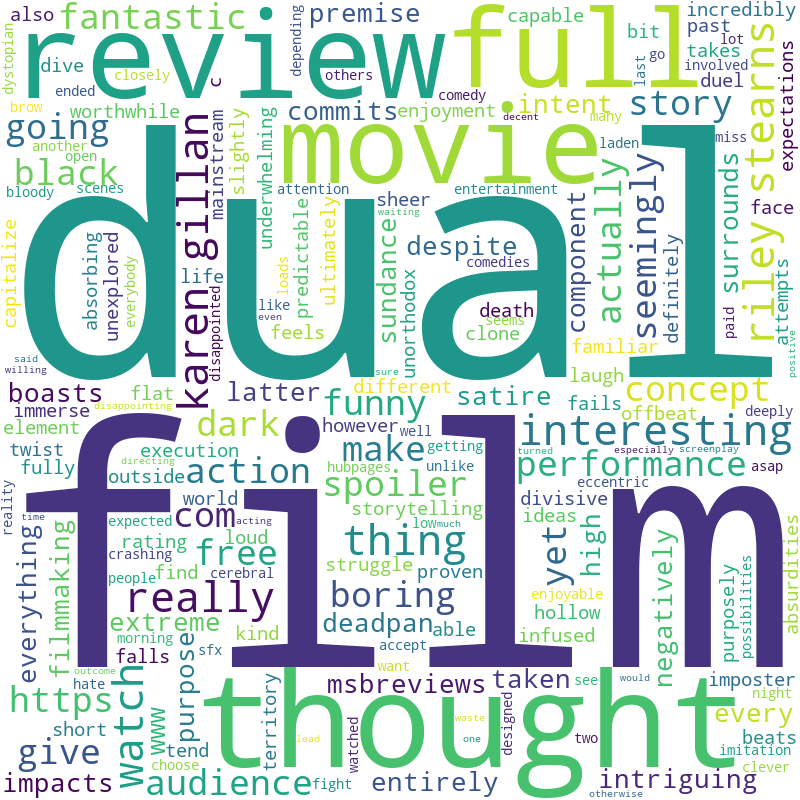 also
fantastic
premise
capable
incredibly
dystopian
review
full
depending
bit
past
dive
closely
others
c
takes
lot
ended
comedy
last
go
involved
duel
brow
worthwhile
commits
enjoyment
intent
story
stearns
expectations
going
another
open
mainstream
slightly
movie
decent
many
black
bloody
scenes
underwhelming
attention
entertainment
laden
miss
dual
karen gillan
sheer
waiting
face
capitalize
absorbing
unexplored
everybody
life
predictable
ultimately
sundance
despite
component
actually
seemingly
definitely
surrounds
riley
attempts
like
loads
even
feels
unorthodox
comedies
death
seems
clone
familiar
paid
positive
said
willing
disappointed
sure
laugh
boasts
flat
latter
different
satire
fails
concept
deeply
immerse
disappointing
funny
offbeat
element
dark
however
well
interesting
twist
execution
make
getting
especially
screenplay
fully
directing
outside
action
hubpages
unlike
performance
asap
turned
eccentric
reality
film
world
spoiler
divisive
time
expected
acting
com
storytelling
low
much
ideas
absurdities
everything
filmmaking
rating
loud
thing
yet
high
crashing
free
struggle
proven
people
find
cerebral
boring
enjoyable
negatively
purposely
possibilities
really
hollow
extreme
deadpan
able
morning
kind
infused
falls
sfx
accept
hate
want
thought
outcome
watch
purpose
msbreviews
taken
see
would
imposter
https
www
territory
designed
every
night
short
tend
waste
two
beats
give
lead
watched
one
imitation
choose
intriguing
clever
impacts
audience
fight
entirely
otherwise